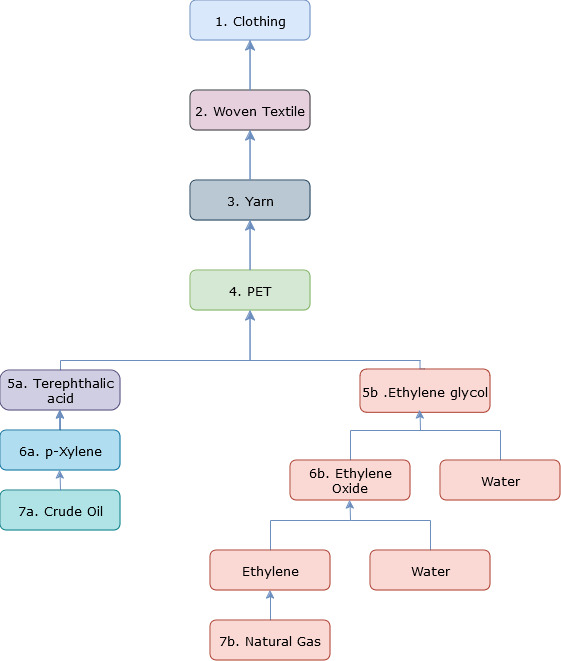 1. Clothing
2. Woven Textile
3. Yarn
4. PET
5a. Terephthalic
acid
5b .Ethylene glycol
6a. p-Xylene
6b. Ethylene
Oxide
Water
7a. Crude Oil
Ethylene
Water
7b. Natural Gas